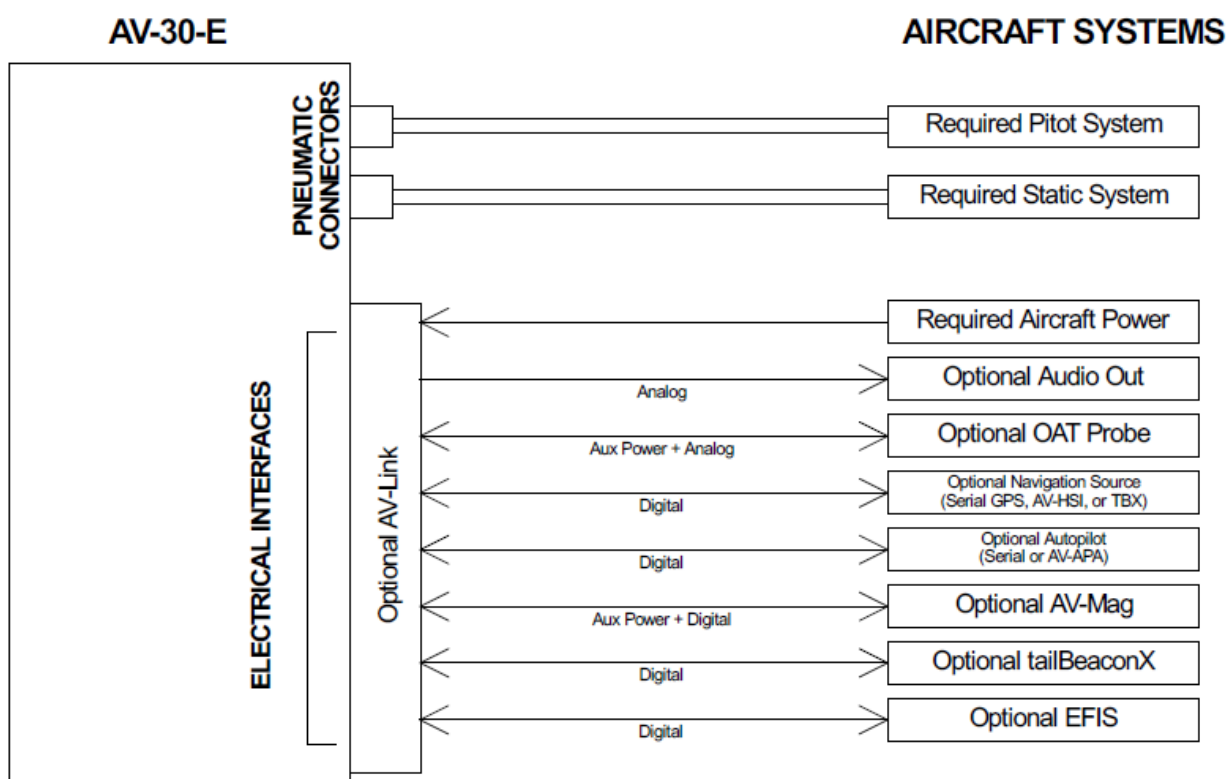 AV-30-E
AIRCRAFT SYSTEMS
PNEUMATIC
CONNECTORS
Required Pitot System
Required Static System
ELECTRICAL INTERFACES
Optional AV-Link
Required Aircraft Power
Analog
Optional Audio Out
Aux Power + Analog
Optional OAT Probe
Digital
Optional Navigation Source
(Serial GPS, AV-HSI, or TBX)
Digital
Optional Autopilot
(Serial or AV-APA)
Aux Power + Digital
Optional AV-Mag
Digital
Optional tailBeaconX
Digital
Optional EFIS